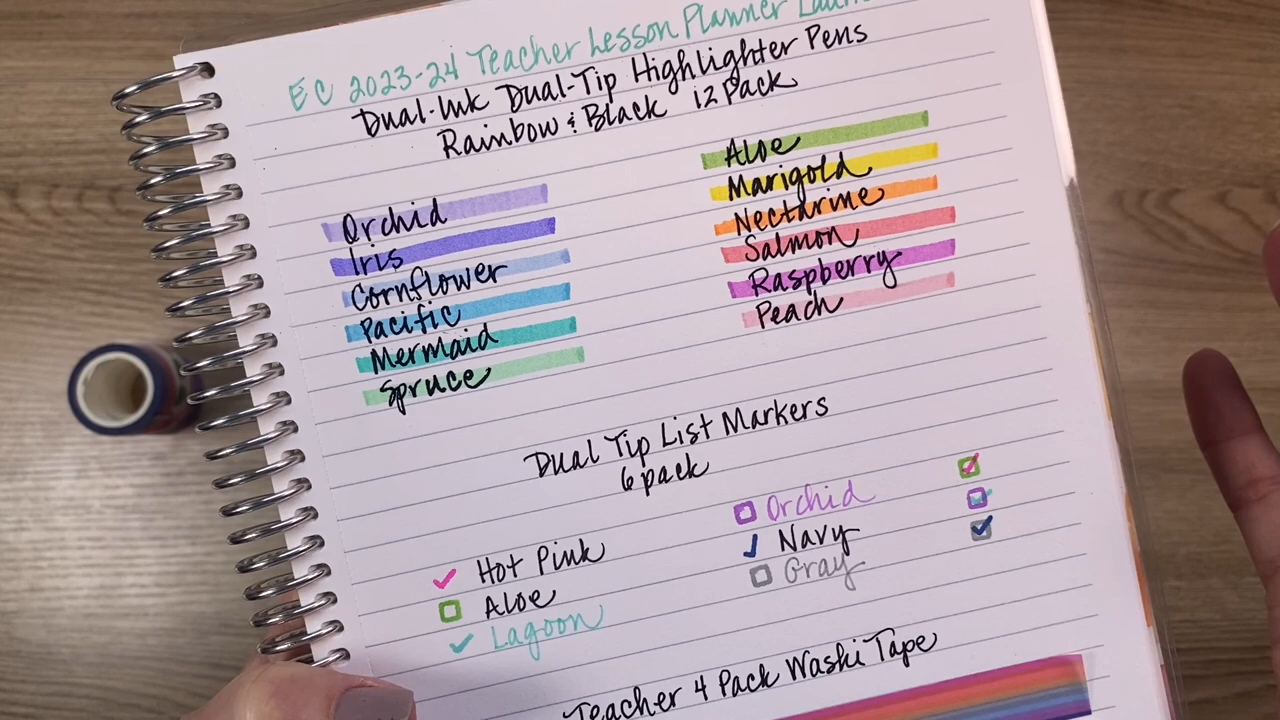 EC 2023-24 Teacher Lesson Planner Launch
Dual-Ink Dual-Tip Highlighter Pens
Rainbow & Black 12 Pack
Orchid
Iris
Cornflower
Pacific
Mermaid
Spruce
Aloe
Marigold
Nectarine
Salmon
Raspberry
Peach
Dual Tip List Markers
6 pack
Hot Pink
Aloe
Lagoon
Orchid
Navy
Gray
Teacher 4 Pack Washi Tape